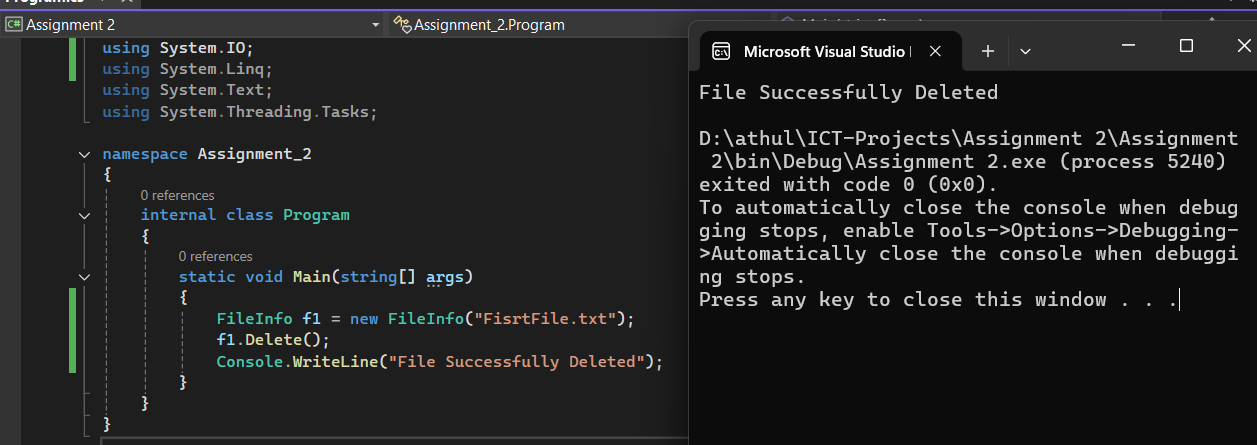 Assignment 2
Assignment_2.Program
using System.IO;
using System.Linq;
using System.Text;
using System.Threading.Tasks;
namespace Assignment_2
{
0 references
internal class Program
{
0 references
static void Main(string[] args)
{
FileInfo f1 = new FileInfo("FisrtFile.txt");
f1.Delete();
Console.WriteLine("File Successfully Deleted");
}
}
}
Microsoft Visual Studio
File Successfully Deleted
D:\athul\ICT-Projects\Assignment 2\Assignment
2\bin\Debug\Assignment 2.exe (process 5240)
exited with code 0 (0x0).
To automatically close the console when debug
ging stops, enable Tools->Options->Debugging-
>Automatically close the console when debuggi
ng stops.
Press any key to close this window . . .